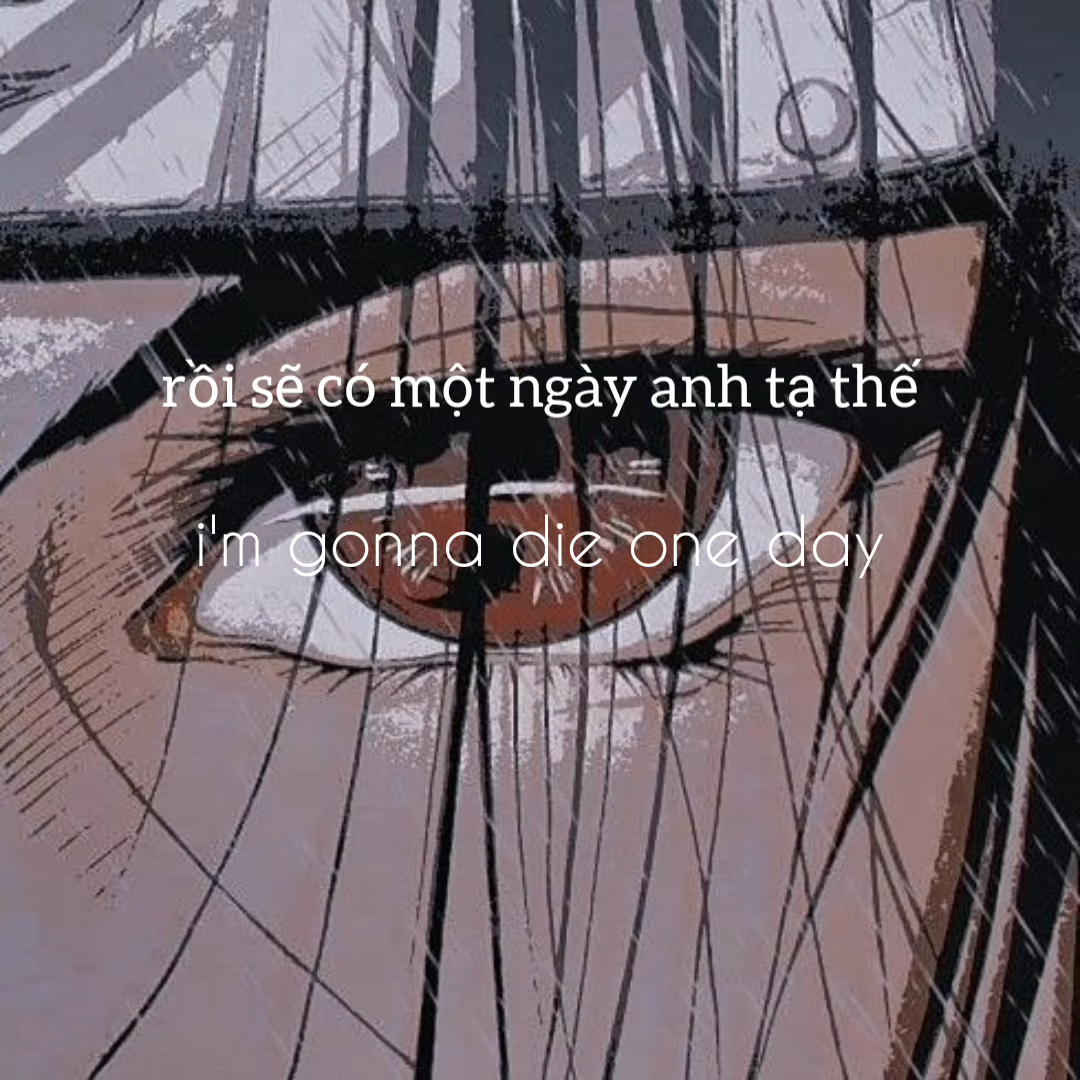 rồi sẽ có một ngày anh tạ thế
i'm gonna die one day